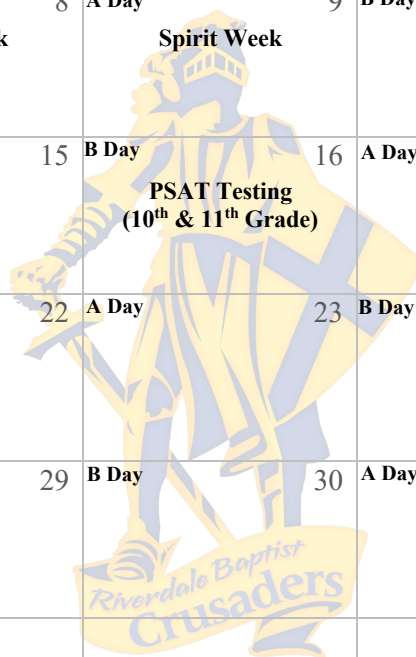 8 A Day 9 B Day
k Spirit Week
15 B Day 16 A Day
PSAT Testing
(10th & 11th Grade)
22 A Day 23 B Day
29 B Day 30 A Day
Riverdale Baptist
Crusaders